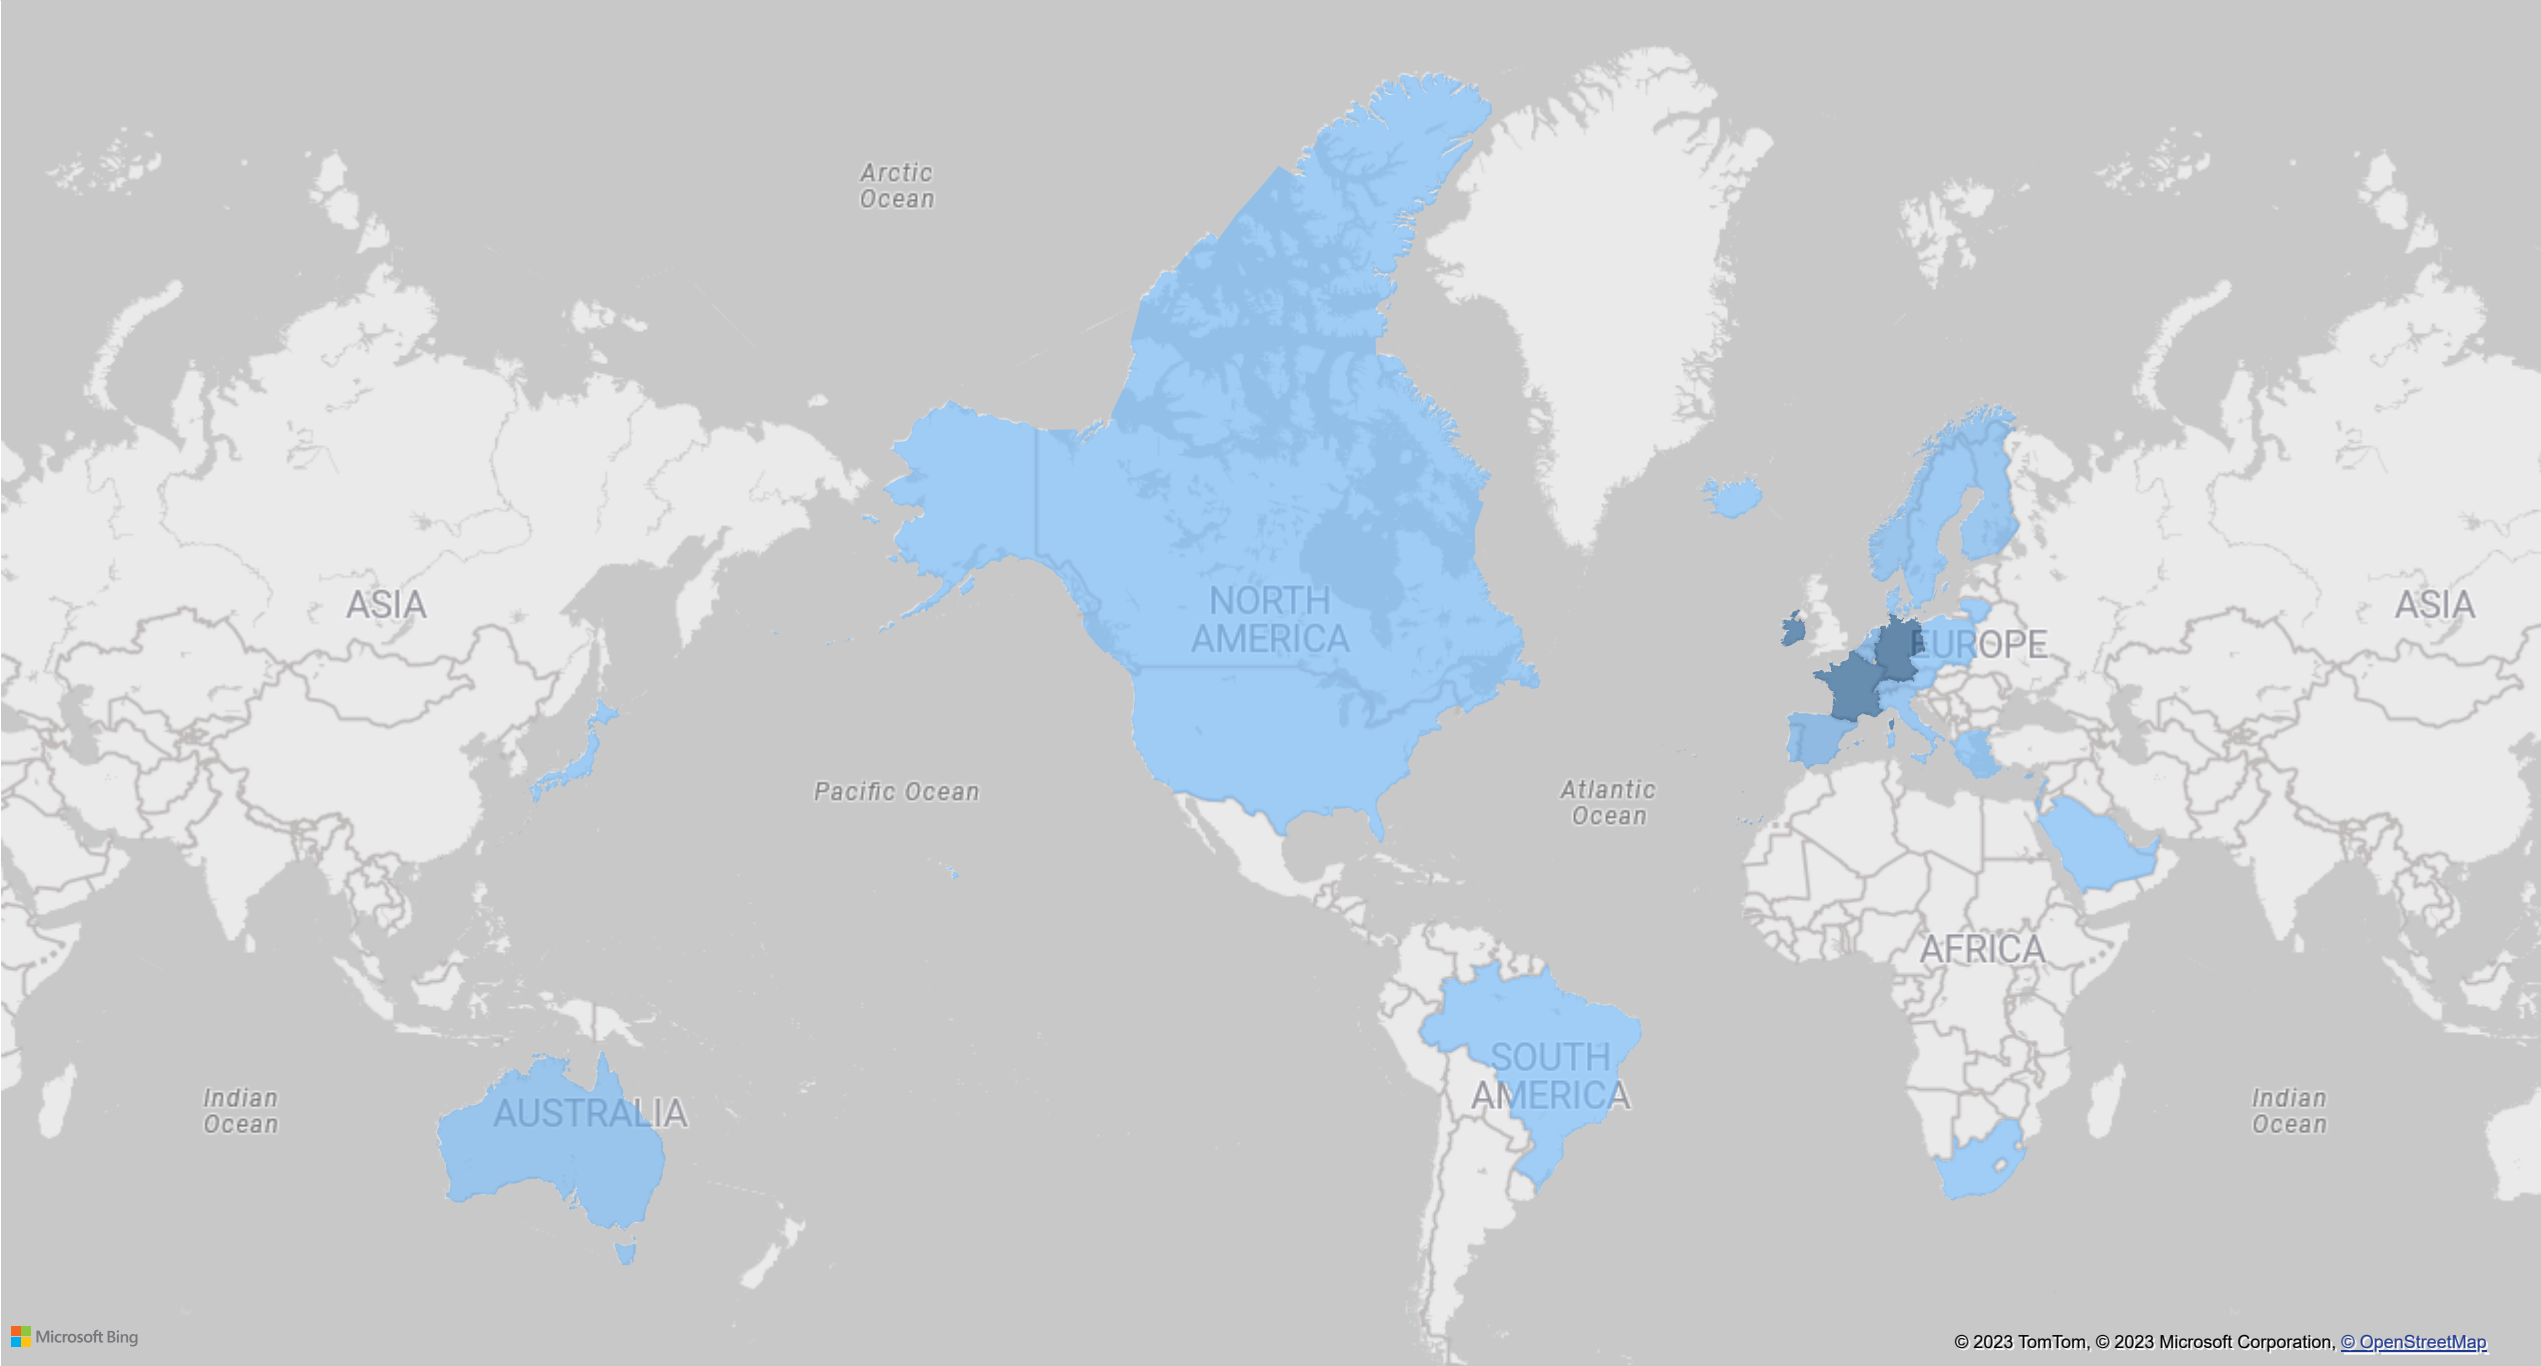 Arctic
Ocean
ASIA
NORTH
AMERICA
EUROPE
ASIA
Pacific Ocean
Atlantic
Ocean
AFRICA
SOUTH
AMERICA
AUSTRALIA
Indian
Ocean
Indian
Ocean
Microsoft Bing
© 2023 TomTom, © 2023 Microsoft Corporation, © OpenStreetMap